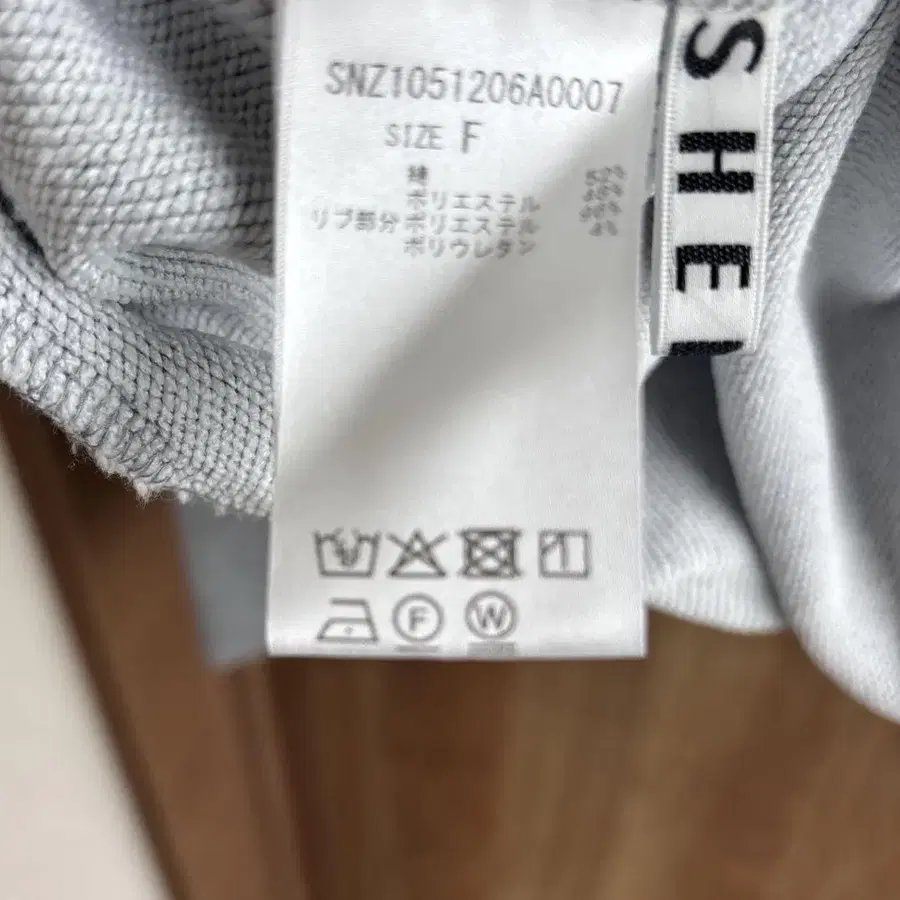 SNZ1051206A0007
SIZE F
綿
ポリエステル
リブ部分 ポリエステル
ポリウレタン 4%
SHE
F
W